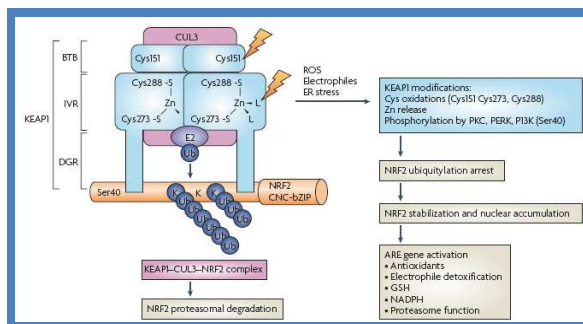 CUL3
BTB
Cys151
Cys151
KEAP1
IVR
Cys288 -S
Cys288 -S
Zn
Zn
L
Cys273 -S
Cys273 -S
L
DGR
E2
Ub
Ser40
K
K
K
NRF2
CNC-bZIP
Ub
Ub
Ub
Ub
Ub
Ub
Ub
Ub
Ub
KEAP1–CUL3–NRF2 complex
NRF2 proteasomal degradation
ROS
Electrophiles
ER stress
KEAP1 modifications:
Cys oxidations (Cys151 Cys273, Cys288)
Zn release
Phosphorylation by PKC, PERK, PI3K (Ser40)
NRF2 ubiquitylation arrest
NRF2 stabilization and nuclear accumulation
ARE gene activation
• Antioxidants
• Electrophile detoxification
• GSH
• NADPH
• Proteasome function